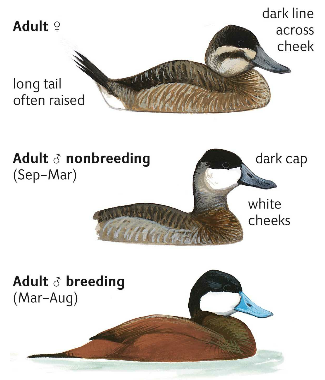 Adult ♀
dark line
across
cheek
long tail
often raised
Adult ♂ nonbreeding
(Sep–Mar)
dark cap
white
cheeks
Adult ♂ breeding
(Mar–Aug)